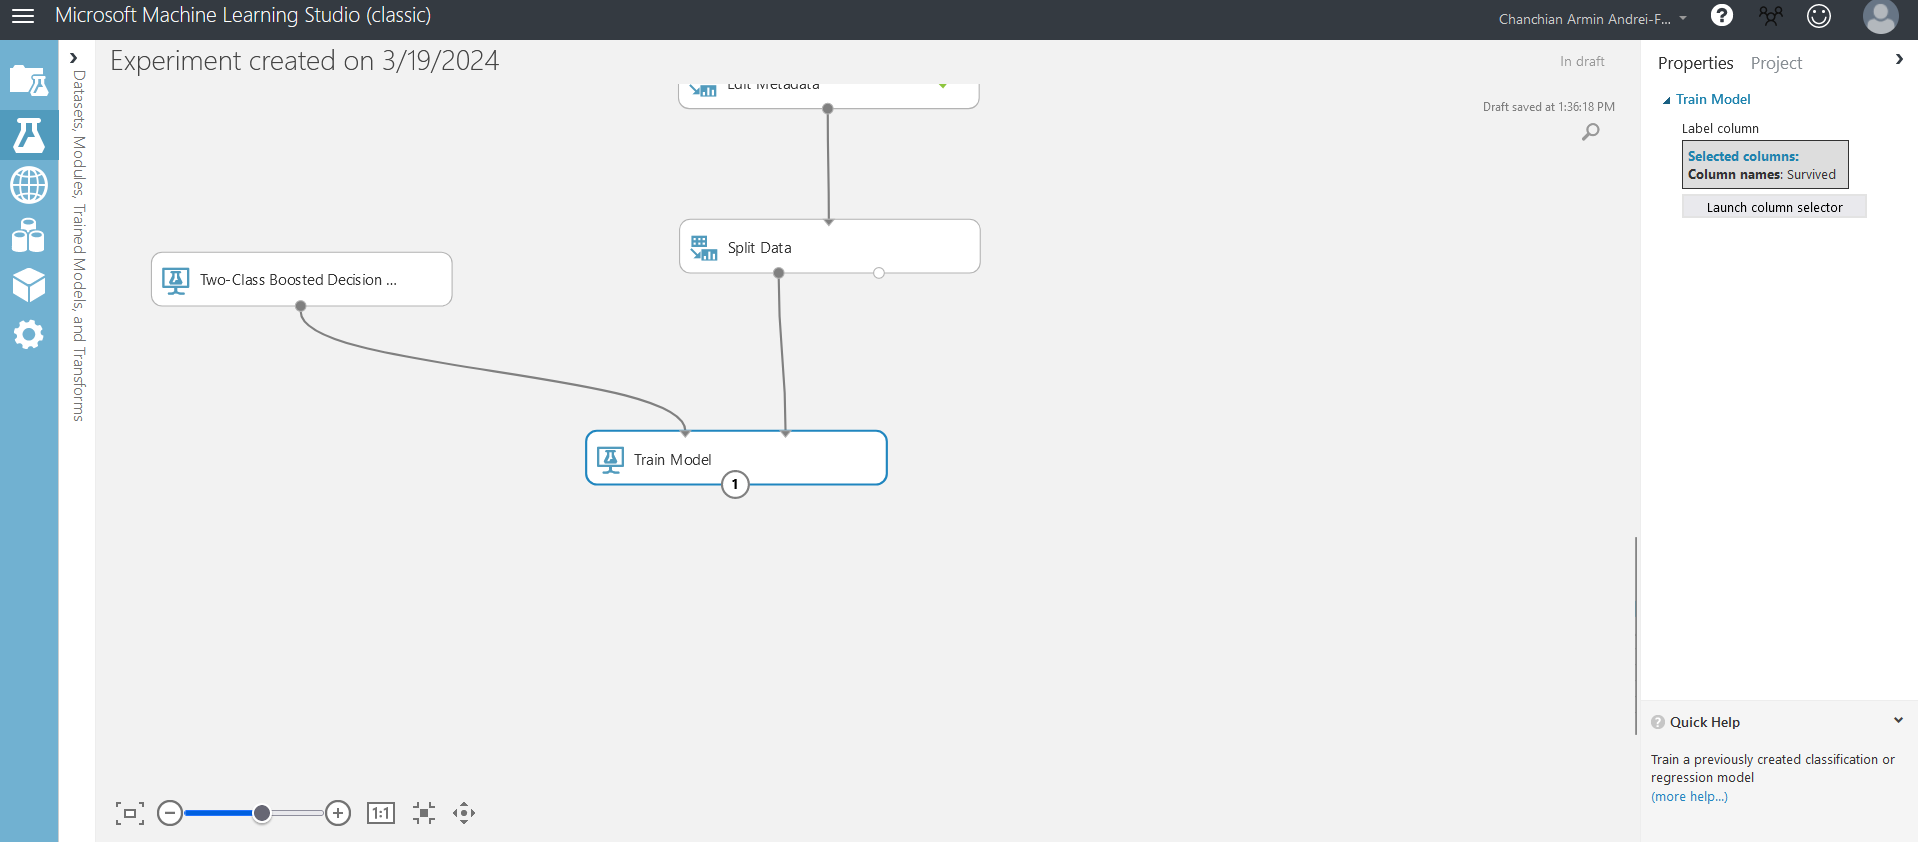 Microsoft Machine Learning Studio (classic)
Chanchian Armin Andrei-F...
Datasets, Modules, Trained Models, and Transforms
Experiment created on 3/19/2024
In draft
Draft saved at 1:36:18 PM
Edit Metadata
Split Data
Two-Class Boosted Decision ...
Train Model
1
1:1
Properties Project
Train Model
Label column
Selected columns:
Column names: Survived
Launch column selector
? Quick Help
Train a previously created classification or
regression model
(more help...)